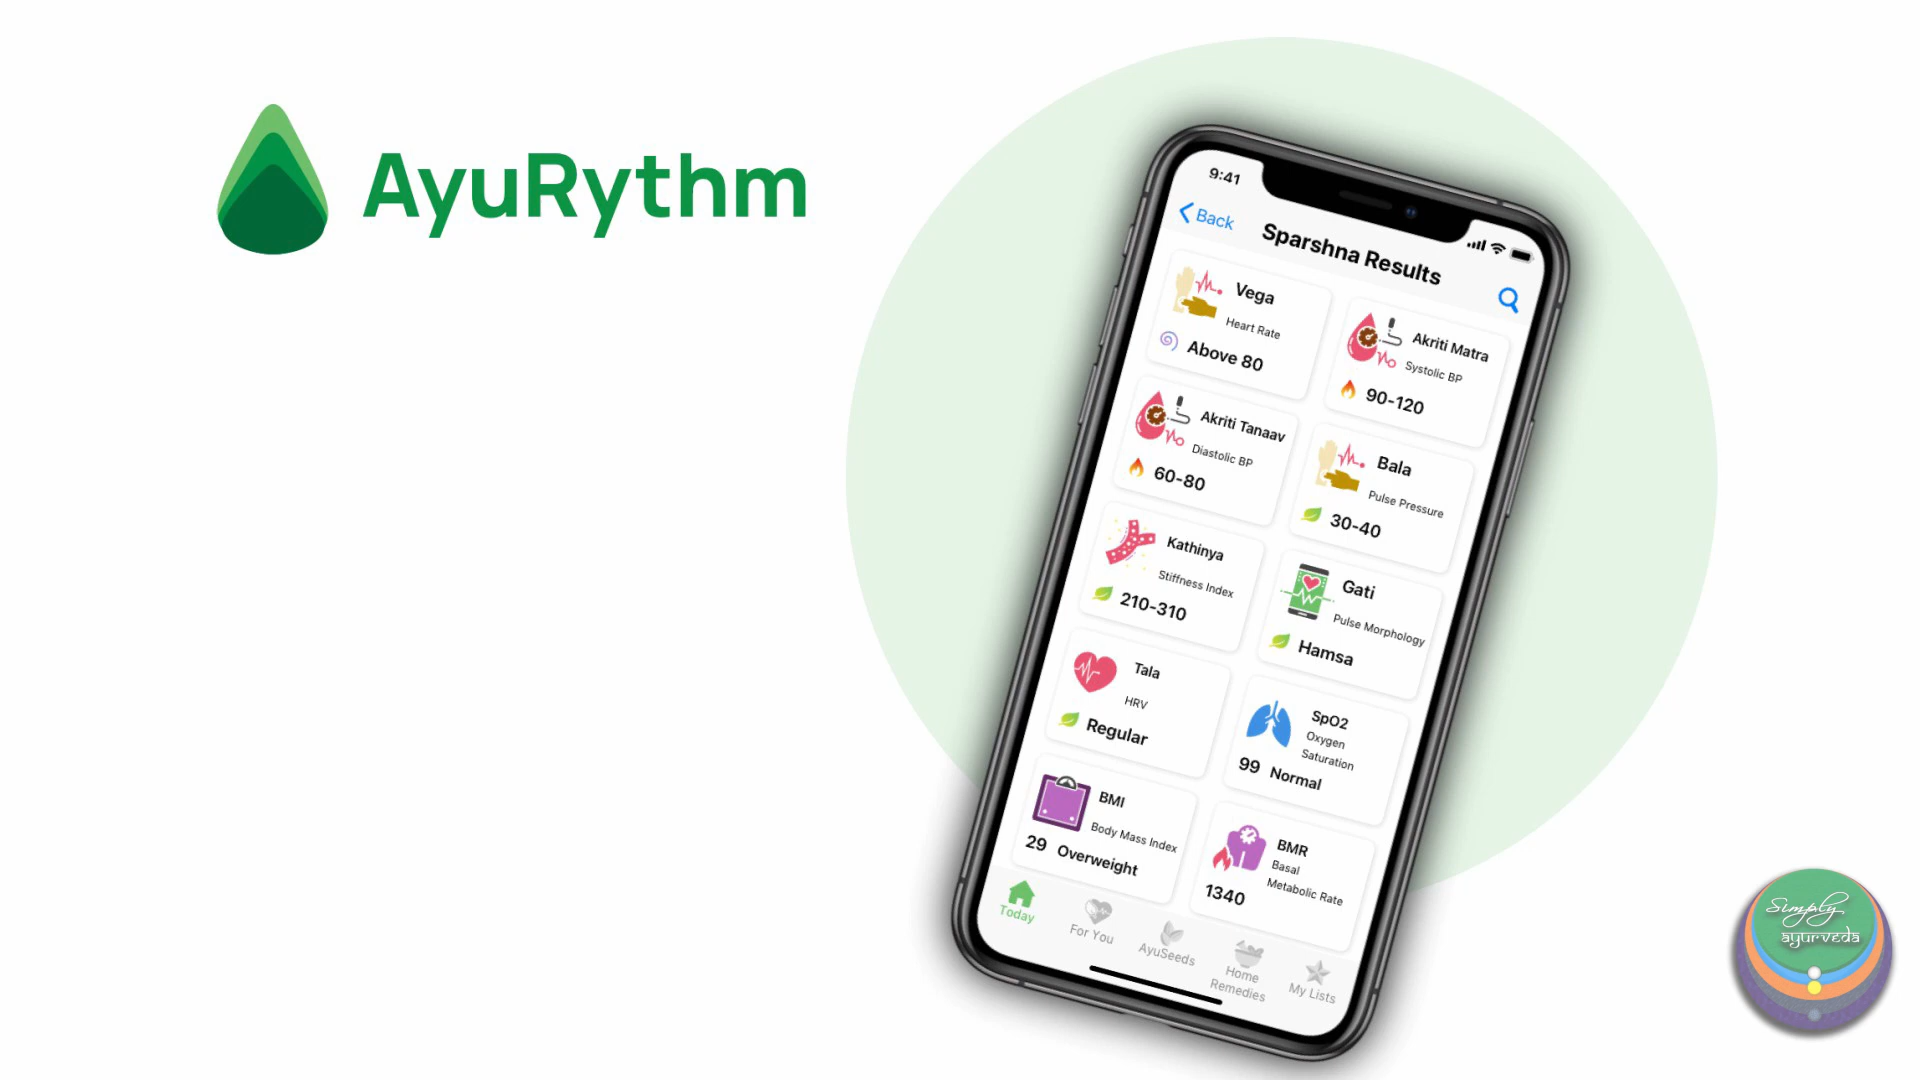 AyuRythm
9:41
Back
Sparshna Results
Vega
Heart Rate
Above 80
Akriti Matra
Systolic BP
90-120
Akriti Tanaav
Diastolic BP
60-80
Bala
Pulse Pressure
30-40
Kathinya
Stiffness Index
210-310
Gati
Pulse Morphology
Hamsa
Tala
HRV
Regular
SpO2
Oxygen
Saturation
99 Normal
BMI
Body Mass Index
29 Overweight
BMR
Basal
Metabolic Rate
1340
Today
For You
AyuSeeds
Home
Remedies
My Lists
Simply
ayurveda